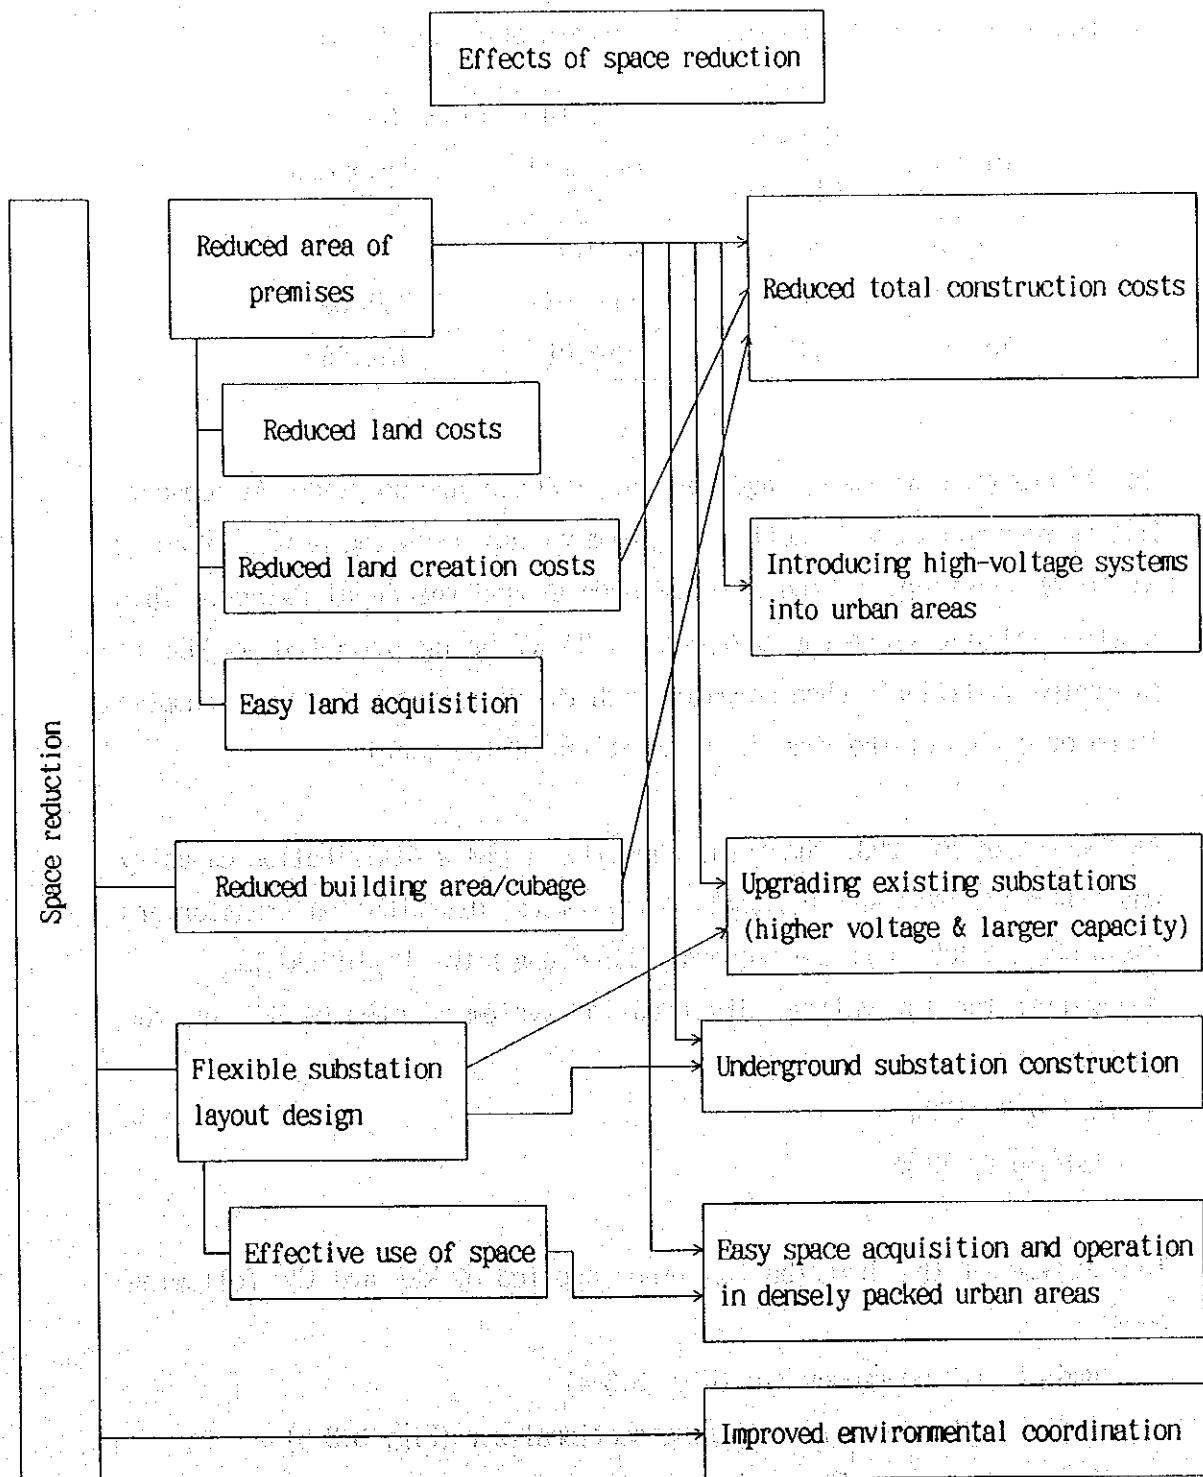 Effects of space reduction
Space reduction
Reduced area of
premises
Reduced total construction costs
Reduced land costs
Reduced land creation costs
Introducing high-voltage systems
into urban areas
Easy land acquisition
Reduced building area/cubage
Upgrading existing substations
(higher voltage & larger capacity)
Flexible substation
layout design
Underground substation construction
Effective use of space
Easy space acquisition and operation
in densely packed urban areas
Improved environmental coordination